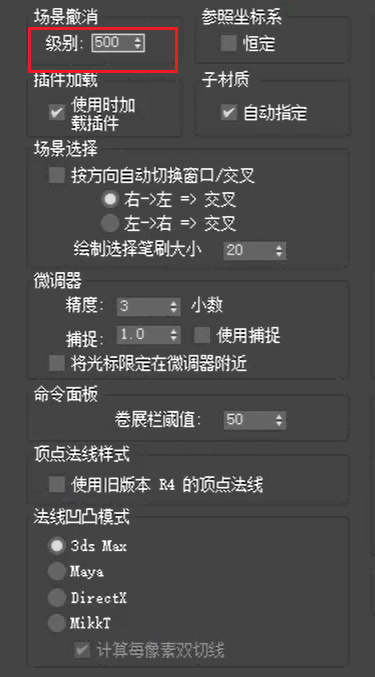 场景撤消
级别: 500
参照坐标系
恒定
插件加载
使用时加
载插件
子材质
自动指定
场景选择
按方向自动切换窗口/交叉
右->左 => 交叉
左->右 => 交叉
绘制选择笔刷大小 20
微调器
精度: 3 小数
捕捉: 1.0 使用捕捉
将光标限定在微调器附近
命令面板
卷展栏阈值: 50
顶点法线样式
使用旧版本 R4 的顶点法线
法线凹凸模式
3ds Max
Maya
DirectX
MikkT
计算每像素双切线